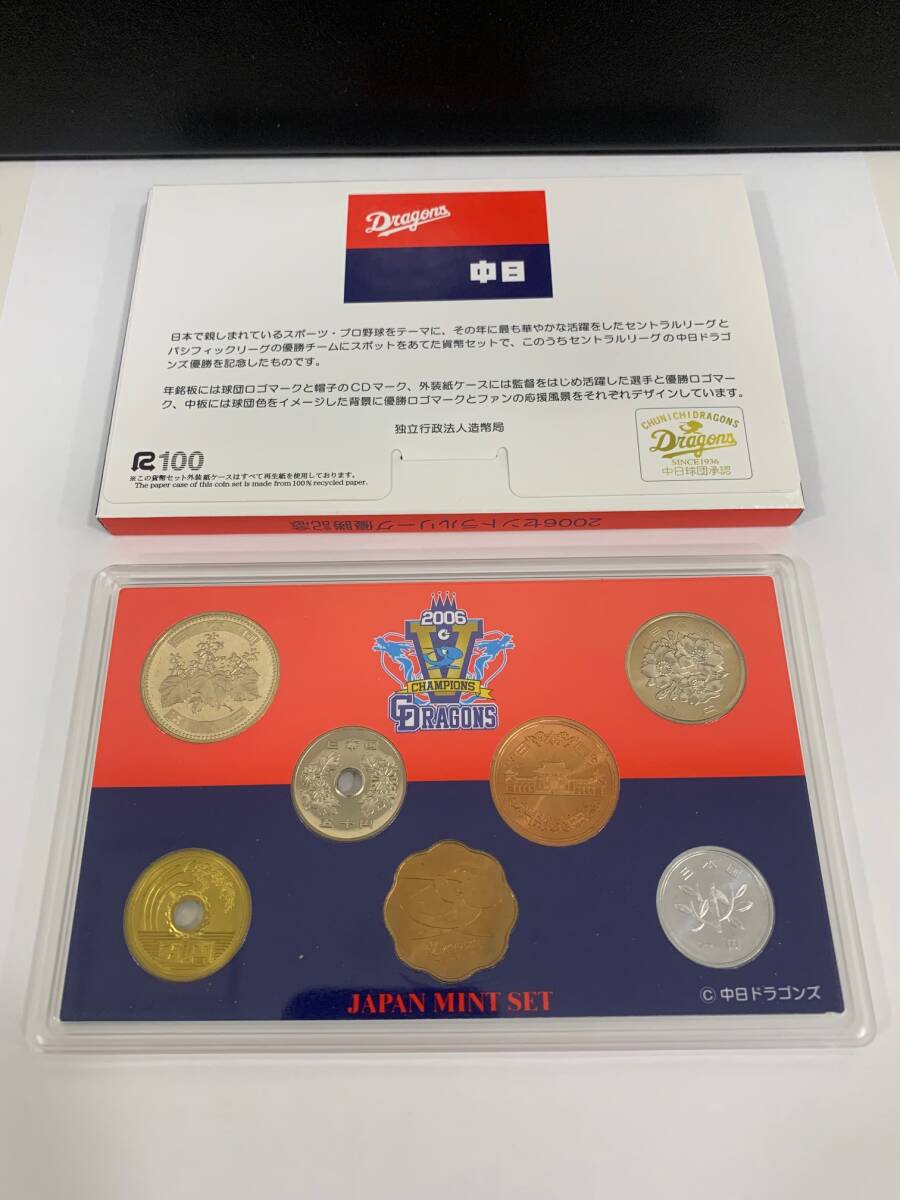 Dragons
中日
日本で親しまれているスポーツ・プロ野球をテーマに、その年に最も華やかな活躍をしたセントラルリーグと
パシフィックリーグの優勝チームにスポットをあてた貨幣セットで、このうちセントラルリーグの中日ドラゴ
ンズ優勝を記念したものです。
年銘板には球団ロゴマークと帽子のCDマーク、外装紙ケースには監督をはじめ活躍した選手と優勝ロゴマー
ク、中板には球団色をイメージした背景に優勝ロゴマークとファンの応援風景をそれぞれデザインしています。
独立行政法人造幣局
CHUNICHI DRAGONS
Dragons
SINCE 1936
中日球団承認
R100
※この貨幣セット外装紙ケースはすべて再生紙を使用しております。
The paper case of this coin set is made from 100% recycled paper.
2006セントラルリーグ優勝記念
2006
V
CHAMPIONS
DRAGONS
日本国
五十円
日本国
一円
JAPAN MINT SET
© 中日ドラゴンズ